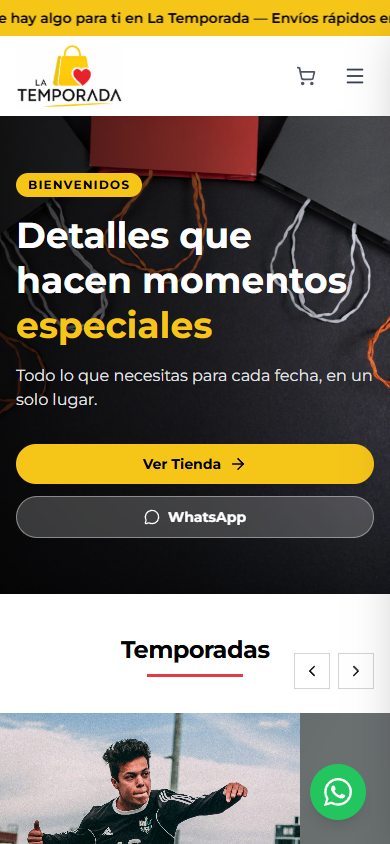 hay algo para ti en La Temporada — Envíos rápidos
LA
TEMPORADA
BIENVENIDOS
Detalles que
hacen momentos
especiales
Todo lo que necesitas para cada fecha, en un
solo lugar.
Ver Tienda
WhatsApp
Temporadas